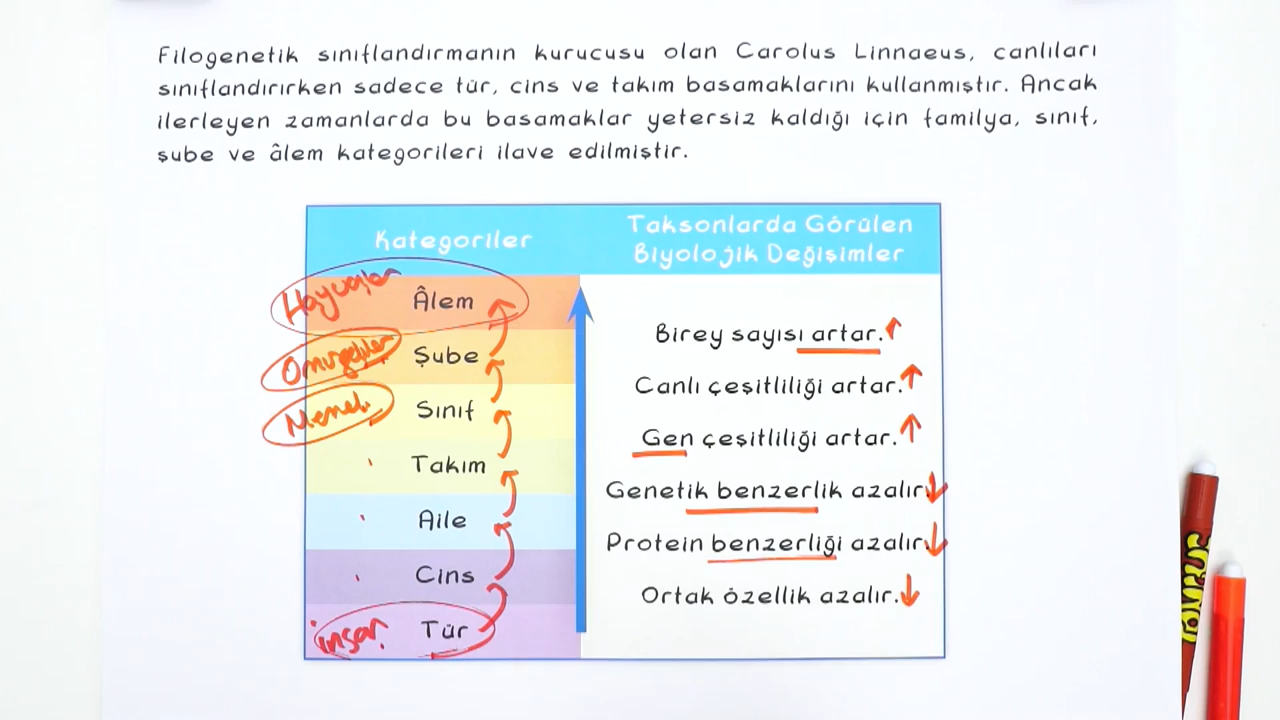 Filogenetik sınıflandırmanın kurucusu olan Carolus Linnaeus, canlıları
sınıflandırırken sadece tür, cins ve takım basamaklarını kullanmıştır. Ancak
ilerleyen zamanlarda bu basamaklar yetersiz kaldığı için familya, sınıf,
şube ve âlem kategorileri ilave edilmiştir.
Kategoriler
Taksonlarda Görülen
Biyolojik Değişimler
Hayvanlar Âlem
Omurgalılar Şube
Memel. Sınıf
Takım
Aile
Cins
insan Tür
Birey sayısı artar.
Canlı çeşitliliği artar.
Gen çeşitliliği artar.
Genetik benzerlik azalır.
Protein benzerliği azalır.
Ortak özellik azalır.